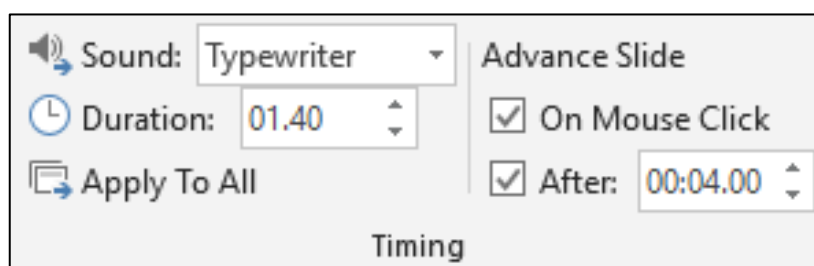 Sound: Typewriter
Duration: 01.40
Apply To All
Advance Slide
On Mouse Click
After: 00:04.00
Timing